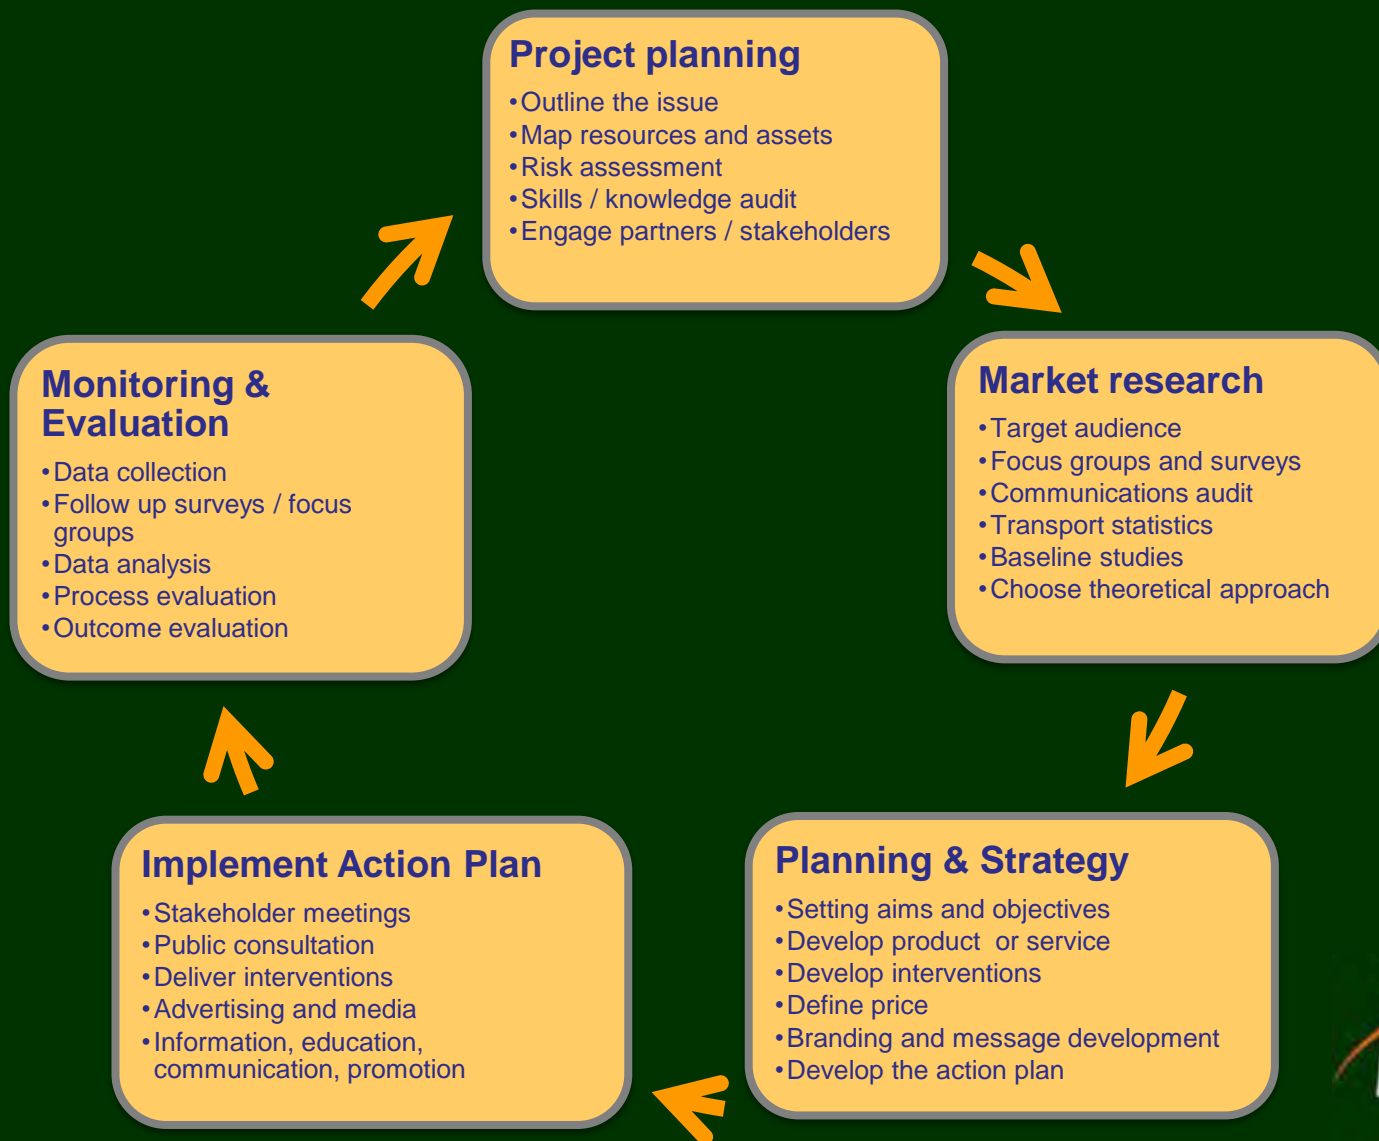 Project planning
•Outline the issue
•Map resources and assets
•Risk assessment
•Skills / knowledge audit
•Engage partners / stakeholders
Market research
•Target audience
•Focus groups and surveys
•Communications audit
•Transport statistics
•Baseline studies
•Choose theoretical approach
Planning & Strategy
•Setting aims and objectives
•Develop product  or service
•Develop interventions
•Define price
•Branding and message development
•Develop the action plan
Implement Action Plan
•Stakeholder meetings
•Public consultation
•Deliver interventions
•Advertising and media
•Information, education,
communication, promotion
Monitoring &
Evaluation
•Data collection
•Follow up surveys / focus
groups
•Data analysis
•Process evaluation
•Outcome evaluation